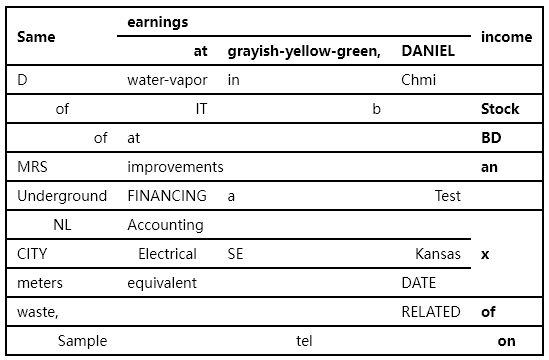 Same earnings income
at grayish-yellow-green, DANIEL
D water-vapor in Chmi
of IT b Stock
of at BD
MRS improvements an
Underground FINANCING a Test
NL Accounting
CITY Electrical SE Kansas x
meters equivalent DATE
waste, RELATED of
Sample tel on